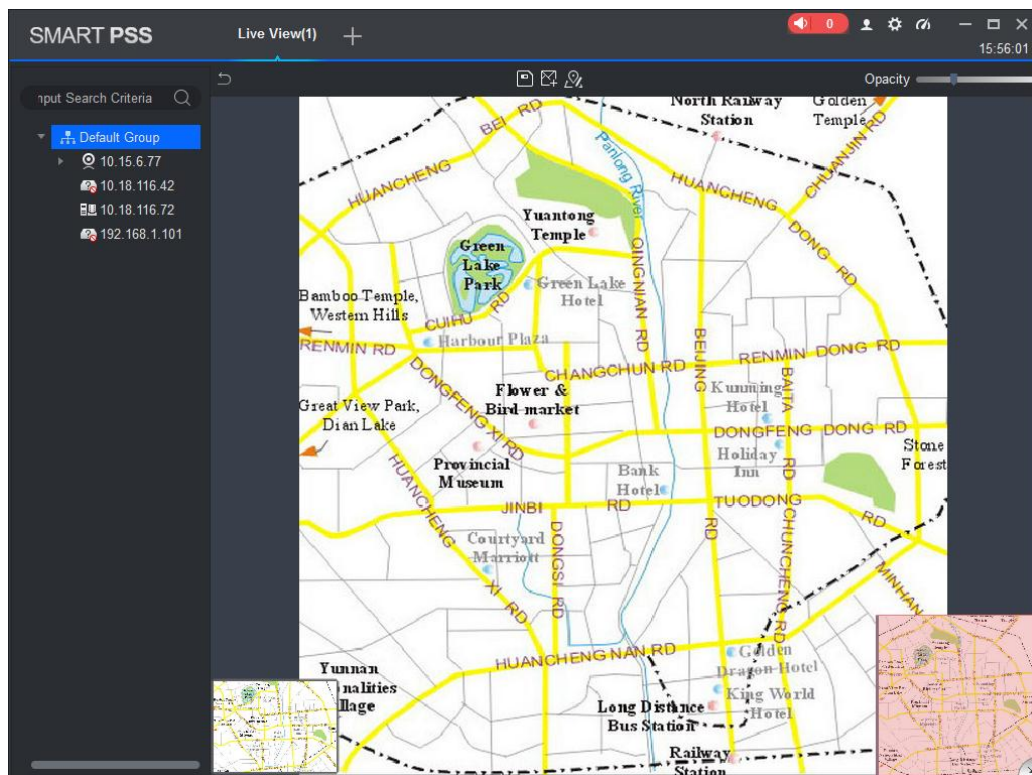 SMART PSS
Live View(1)
0
15:56:01
nput Search Criteria
Opacity
Default Group
10.15.6.77
10.18.116.42
10.18.116.72
192.168.1.101
North Railway
Station
Golden
Temple
BEI RD
HUANCHENG
Panlong River
HUANCHENG
DONG RD
CHUANJIN RD
Yuantong
Temple
Green
Lake
Park
Green Lake
Hotel
QINGNIAN RD
Bamboo Temple,
Western Hills
CUIHU RD
Harbour Plaza
RENMIN RD
BEIJING
RD
RENMIN DONG RD
CHANGCHUN RD
DONGFENG XI RD
Flower &
Bird market
Kunming
Hotel
BAITA
RD
Great View Park,
Dian Lake
DONGFENG DONG RD
Holiday
Inn
Stone
Forest
Provincial
Museum
Bank
Hotel
HUANCHENG
XI RD
JINBI RD
TUODONG
RD
Courtyard
Marriott
DONGSI RD
CHUNCHENG RD
MINHAN
HUANCHENG NAN RD
Golden
Dragon Hotel
Yunnan
nalities
llage
King World
Hotel
Long Distance
Bus Station
Railway
Station